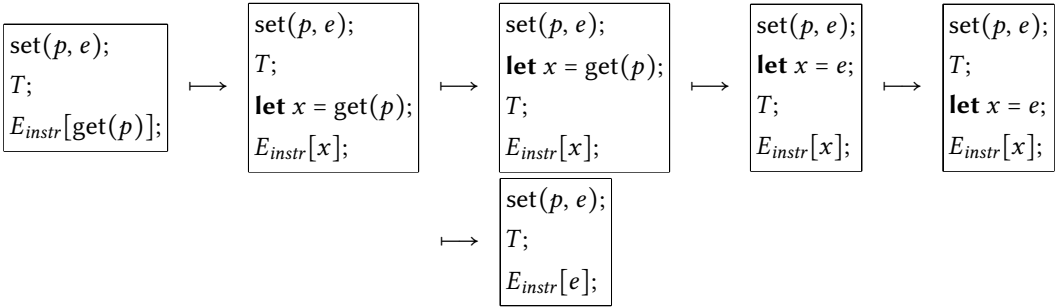 set(p, e);
T;
E_instr[get(p)];
⟼
set(p, e);
T;
let x = get(p);
E_instr[x];
⟼
set(p, e);
let x = get(p);
T;
E_instr[x];
⟼
set(p, e);
let x = e;
T;
E_instr[x];
⟼
set(p, e);
T;
let x = e;
E_instr[x];
⟼
set(p, e);
T;
E_instr[e];